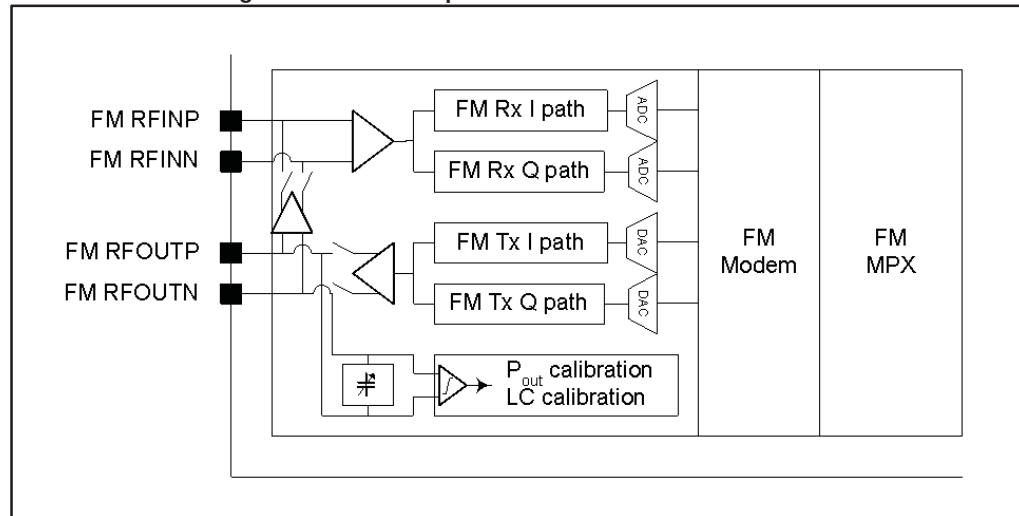 FM RFINP
FM RFINN
FM RFOUTP
FM RFOUTN
FM Rx I path
ADC
FM Rx Q path
ADC
FM Tx I path
DAC
FM Tx Q path
DAC
Pout calibration
LC calibration
FM
Modem
FM
MPX